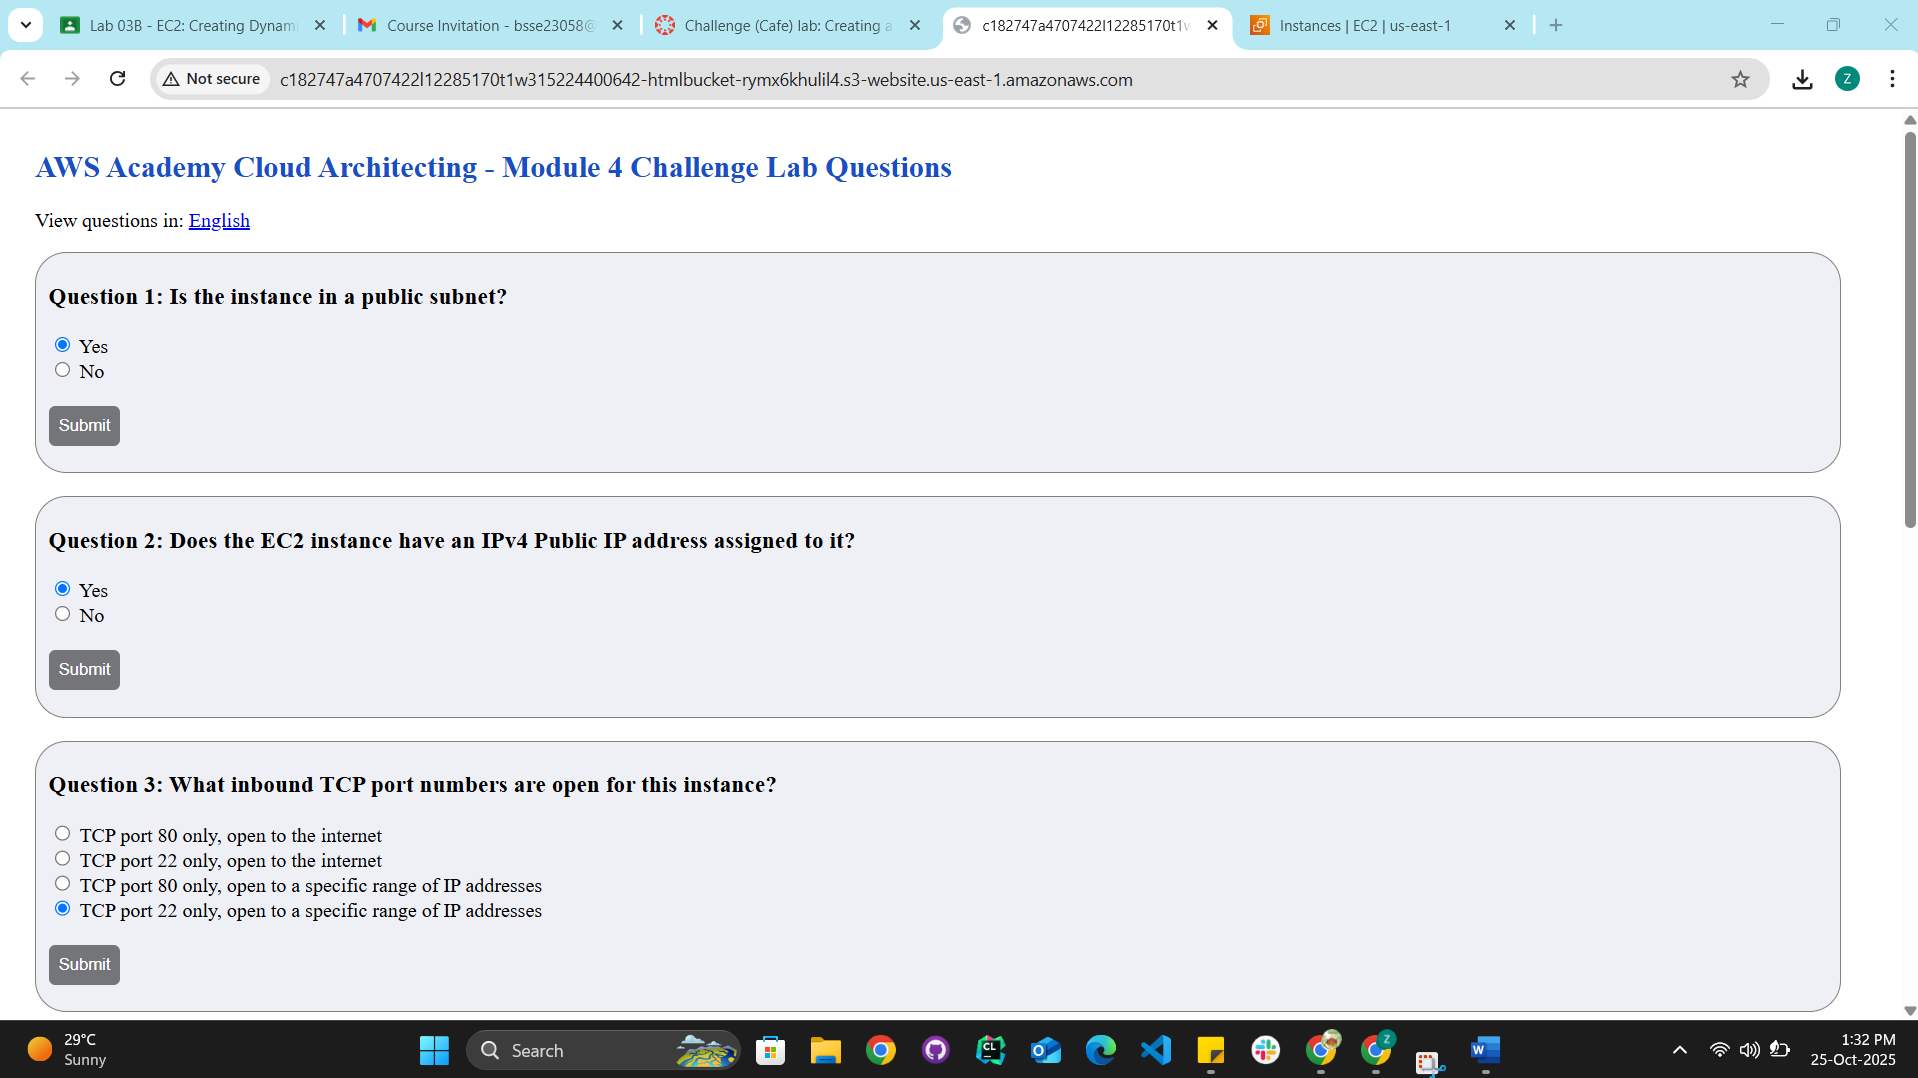 Lab 03B - EC2: Creating Dynam
Course Invitation - bsse23058@
Challenge (Cafe) lab: Creating a
c182747a4707422l12285170t1w
Instances | EC2 | us-east-1
Not secure
c182747a4707422l12285170t1w315224400642-htmlbucket-rymx6khulil4.s3-website.us-east-1.amazonaws.com
Z
AWS Academy Cloud Architecting - Module 4 Challenge Lab Questions
View questions in: English
Question 1: Is the instance in a public subnet?
Yes
No
Submit
Question 2: Does the EC2 instance have an IPv4 Public IP address assigned to it?
Yes
No
Submit
Question 3: What inbound TCP port numbers are open for this instance?
TCP port 80 only, open to the internet
TCP port 22 only, open to the internet
TCP port 80 only, open to a specific range of IP addresses
TCP port 22 only, open to a specific range of IP addresses
Submit
29°C
Sunny
Search
CL
Z
W
1:32 PM
25-Oct-2025